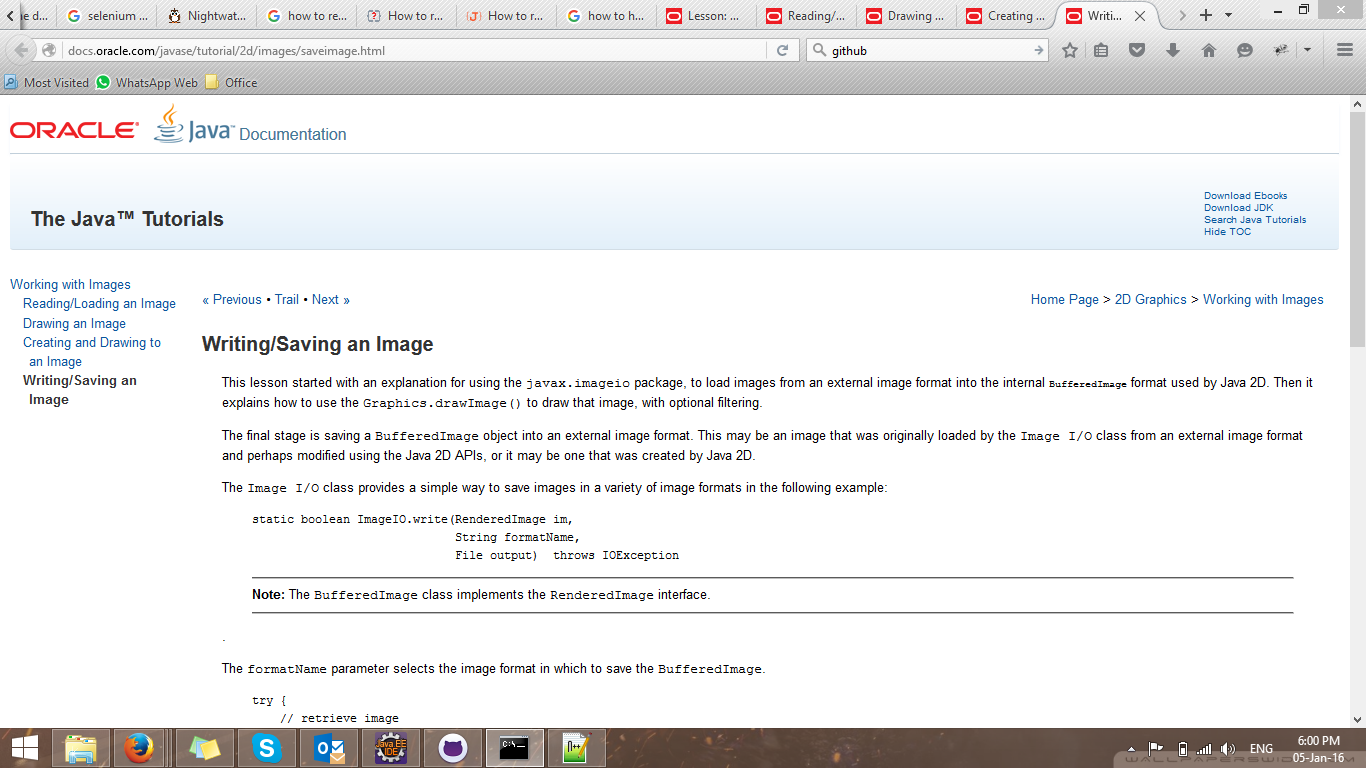 e d...
selenium ...
Nightwat...
how to re...
How to r...
How to r...
how to h...
Lesson: ...
Reading/...
Drawing ...
Creating ...
Writi...
docs.oracle.com/javase/tutorial/2d/images/saveimage.html
github
Most Visited WhatsApp Web Office
ORACLE Java™ Documentation
The Java™ Tutorials
Download Ebooks
Download JDK
Search Java Tutorials
Hide TOC
Working with Images
Reading/Loading an Image
Drawing an Image
Creating and Drawing to
an Image
Writing/Saving an
Image
« Previous • Trail • Next »
Home Page > 2D Graphics > Working with Images
Writing/Saving an Image
This lesson started with an explanation for using the javax.imageio package, to load images from an external image format into the internal BufferedImage format used by Java 2D. Then it
explains how to use the Graphics.drawImage() to draw that image, with optional filtering.
The final stage is saving a BufferedImage object into an external image format. This may be an image that was originally loaded by the Image I/O class from an external image format
and perhaps modified using the Java 2D APIs, or it may be one that was created by Java 2D.
The Image I/O class provides a simple way to save images in a variety of image formats in the following example:
static boolean ImageIO.write(RenderedImage im,
String formatName,
File output)  throws IOException
Note: The BufferedImage class implements the RenderedImage interface.
.
The formatName parameter selects the image format in which to save the BufferedImage.
try {
// retrieve image
Java EE
IDE
C:\
ENG
6:00 PM
05-Jan-16